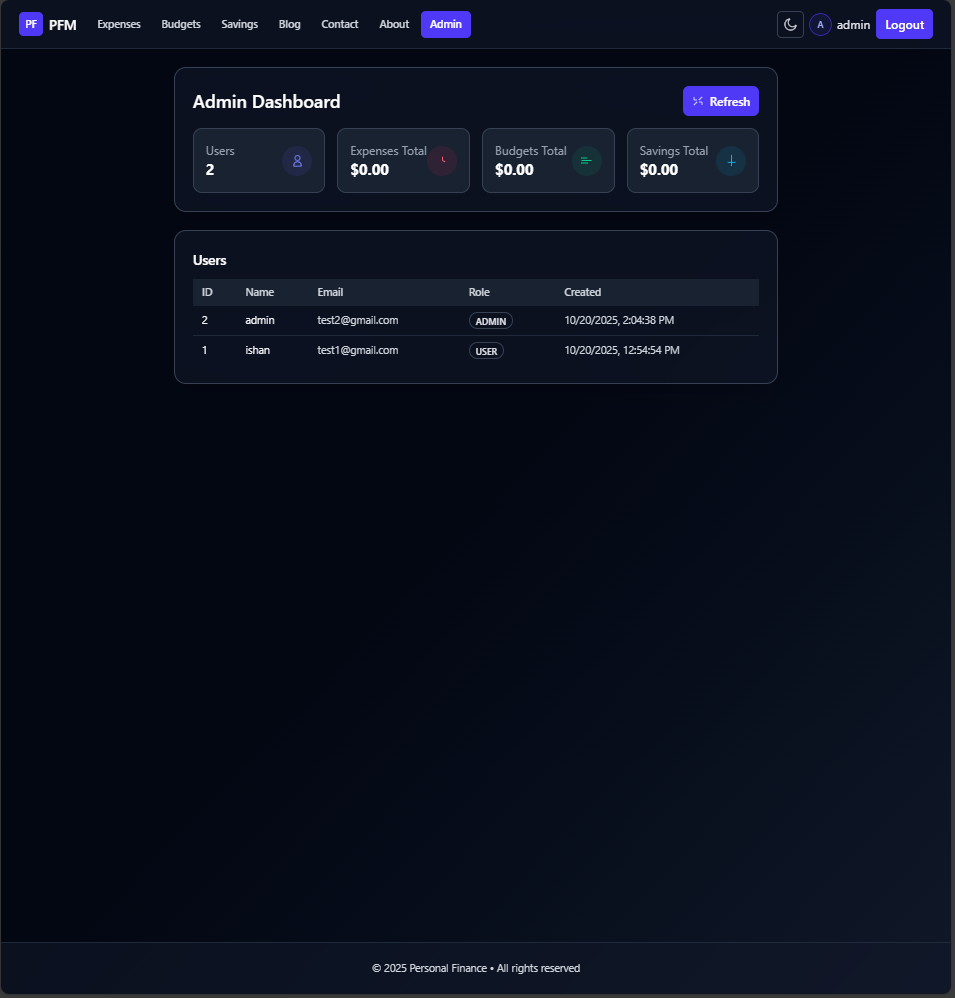 PF PFM Expenses Budgets Savings Blog Contact About Admin A admin Logout
Admin Dashboard Refresh
Users Expenses Total Budgets Total Savings Total
2 $0.00 $0.00 $0.00
Users
ID Name Email Role Created
2 admin test2@gmail.com ADMIN 10/20/2025, 2:04:38 PM
1 ishan test1@gmail.com USER 10/20/2025, 12:54:54 PM
© 2025 Personal Finance • All rights reserved